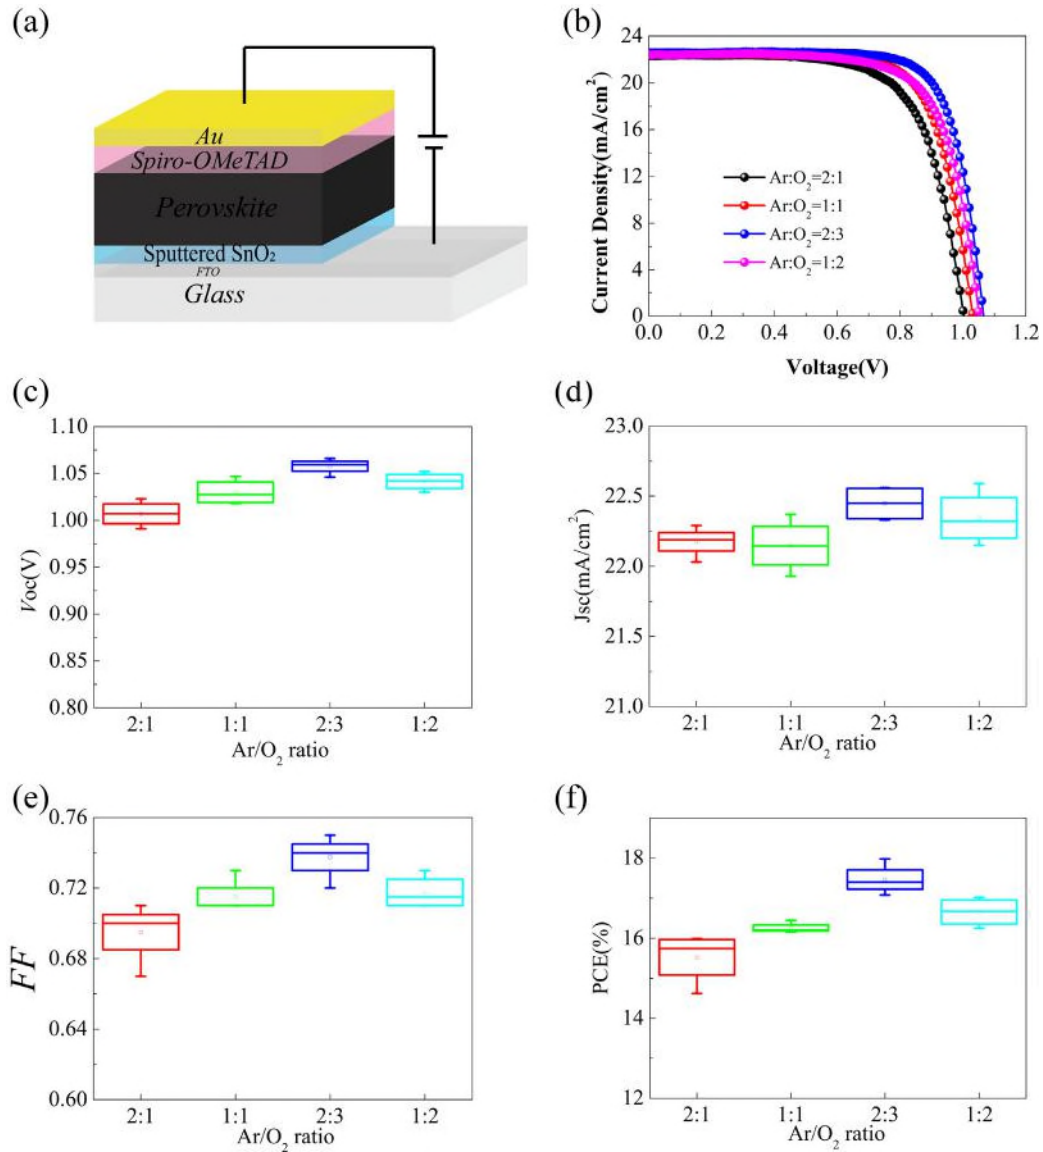 (a)
Au
Spiro-OMeTAD
Perovskite
Sputtered SnO2
FTO
Glass
(b)
24
20
16
12
8
4
0
Current Density(mA/cm2)
Ar:O2=2:1
Ar:O2=1:1
Ar:O2=2:3
Ar:O2=1:2
0.0 0.2 0.4 0.6 0.8 1.0 1.2
Voltage(V)
(c)
1.10
1.05
1.00
0.95
0.90
0.85
0.80
Voc(V)
2:1 1:1 2:3 1:2
Ar/O2 ratio
(d)
23.0
22.5
22.0
21.5
21.0
Jsc(mA/cm2)
2:1 1:1 2:3 1:2
Ar/O2 ratio
(e)
0.76
0.72
0.68
0.64
0.60
FF
2:1 1:1 2:3 1:2
Ar/O2 ratio
(f)
18
16
14
12
PCE(%)
2:1 1:1 2:3 1:2
Ar/O2 ratio